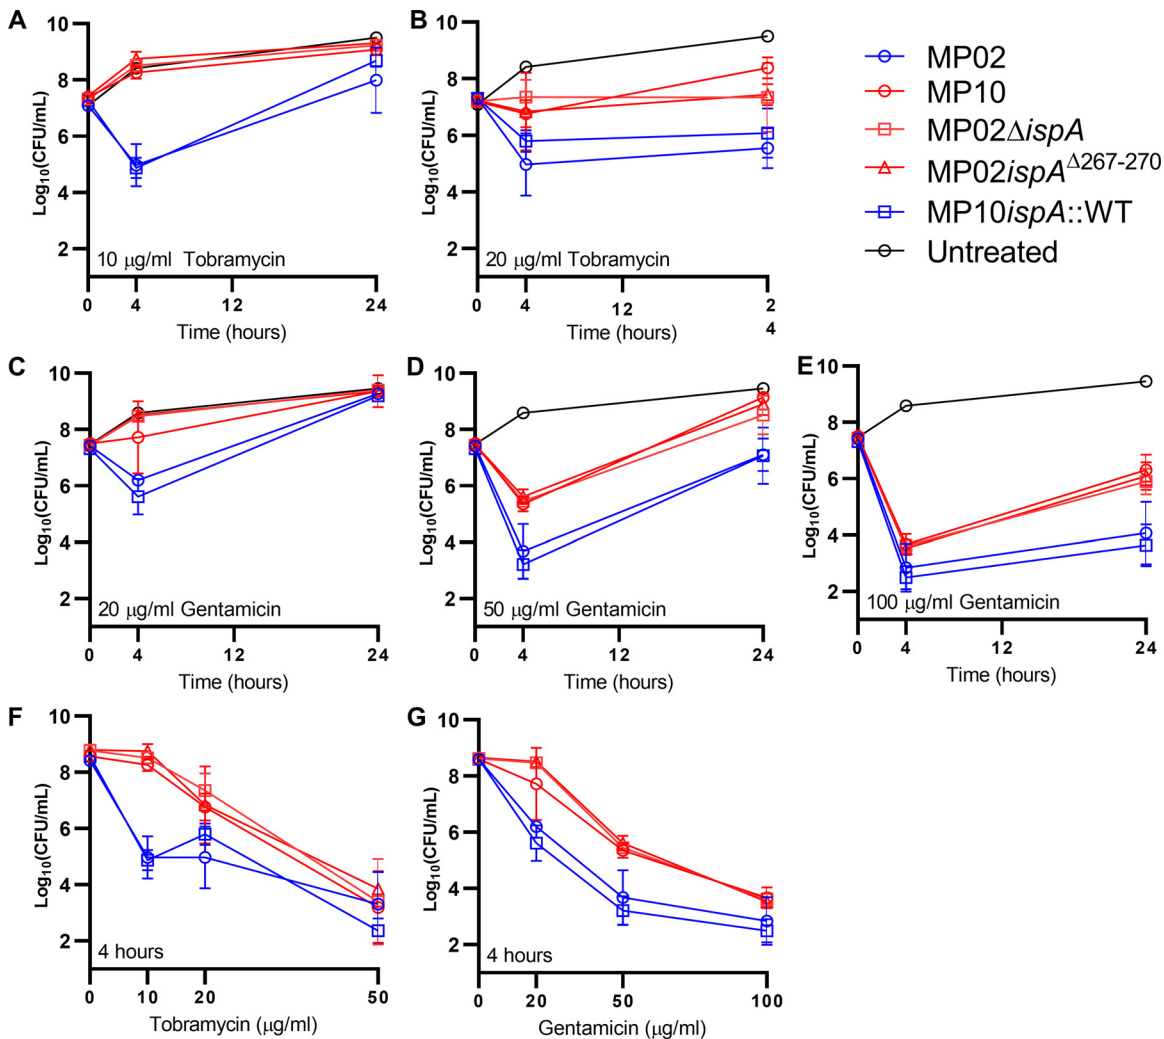 A
10
8
6
4
2
Log10(CFU/mL)
10 μg/ml Tobramycin
0 4 12 24
Time (hours)
B
10
8
6
4
2
Log10(CFU/mL)
20 μg/ml Tobramycin
0 4 12 2
4
Time (hours)
MP02
MP10
MP02ΔispA
MP02ispAΔ267-270
MP10ispA::WT
Untreated
C
10
8
6
4
2
Log10(CFU/mL)
20 μg/ml Gentamicin
0 4 12 24
Time (hours)
D
10
8
6
4
2
Log10(CFU/mL)
50 μg/ml Gentamicin
0 4 12 24
Time (hours)
E
10
8
6
4
2
Log10(CFU/mL)
100 μg/ml Gentamicin
0 4 12 24
Time (hours)
F
10
8
6
4
2
Log10(CFU/mL)
4 hours
0 10 20 50
Tobramycin (μg/ml)
G
10
8
6
4
2
Log10(CFU/mL)
4 hours
0 20 50 100
Gentamicin (μg/ml)